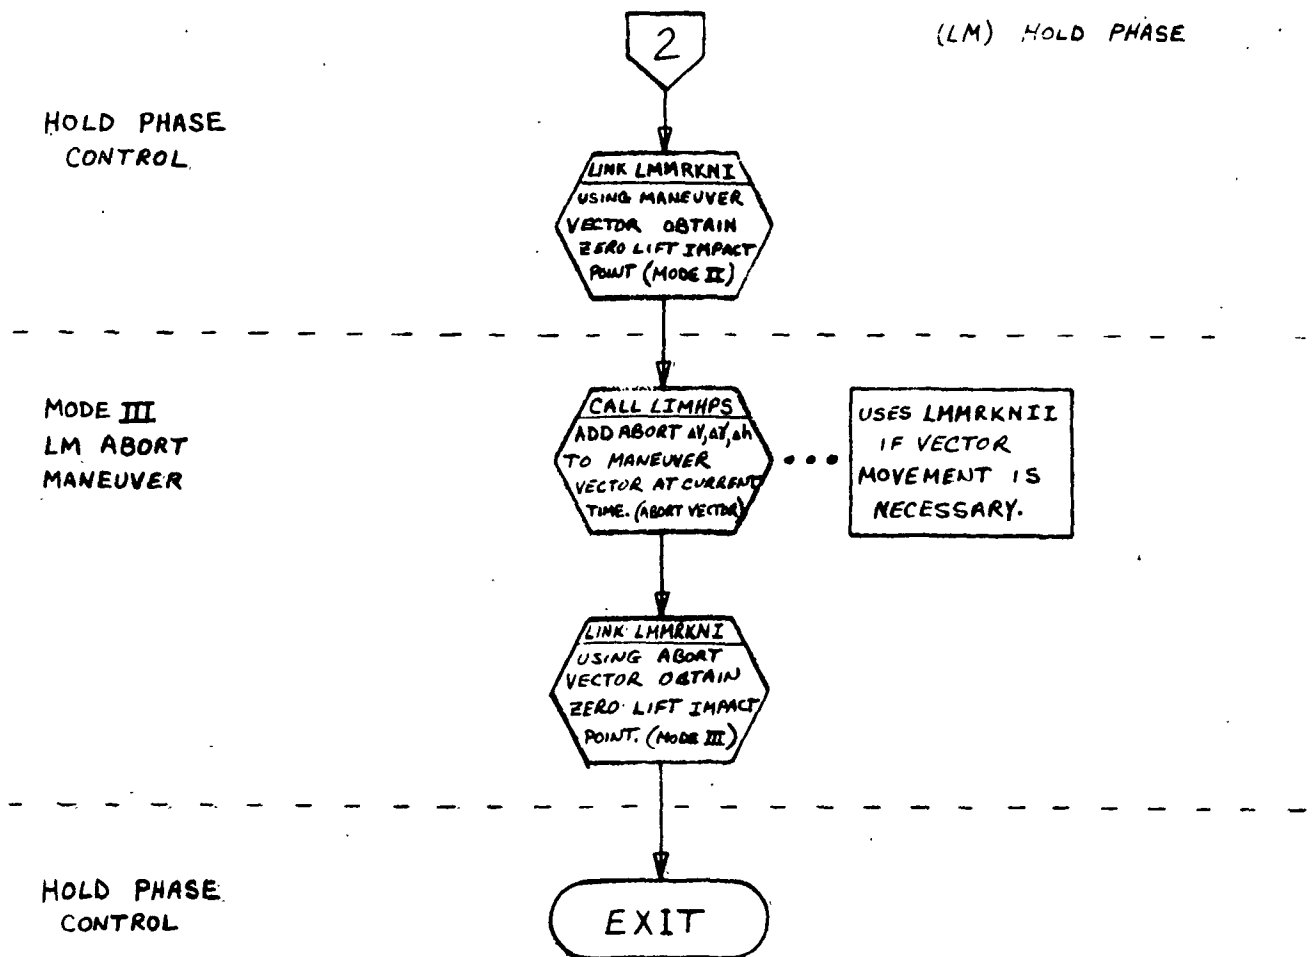 (LM) HOLD PHASE
2
HOLD PHASE
CONTROL
LINK LMMRKNI
USING MANEUVER
VECTOR OBTAIN
ZERO LIFT IMPACT
POINT (MODE II)
MODE III
LM ABORT
MANEUVER
CALL LIMHPS
ADD ABORT ΔV, Δγ, Δh
TO MANEUVER
VECTOR AT CURRENT
TIME. (ABORT VECTOR)
USES LMMRKNII
IF VECTOR
MOVEMENT IS
NECESSARY.
LINK LMMRKNI
USING ABORT
VECTOR OBTAIN
ZERO LIFT IMPACT
POINT. (MODE III)
HOLD PHASE
CONTROL
EXIT